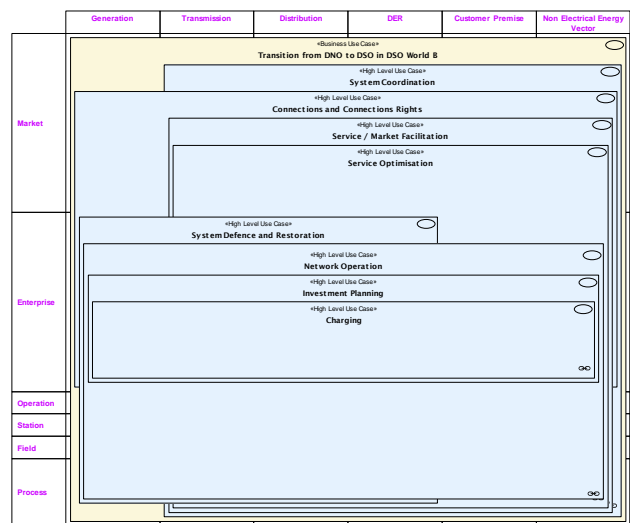 Generation Transmission Distribution DER Customer Premise Non Electrical Energy
Vector
«Business Use Case»
Transition from DNO to DSO in DSO World B
«High Level Use Case»
System Coordination
«High Level Use Case»
Connections and Connections Rights
Market
«High Level Use Case»
Service / Market Facilitation
«High Level Use Case»
Service Optimisation
«High Level Use Case»
System Defence and Restoration
«High Level Use Case»
Network Operation
«High Level Use Case»
Investment Planning
Enterprise
«High Level Use Case»
Charging
Operation
Station
Field
Process